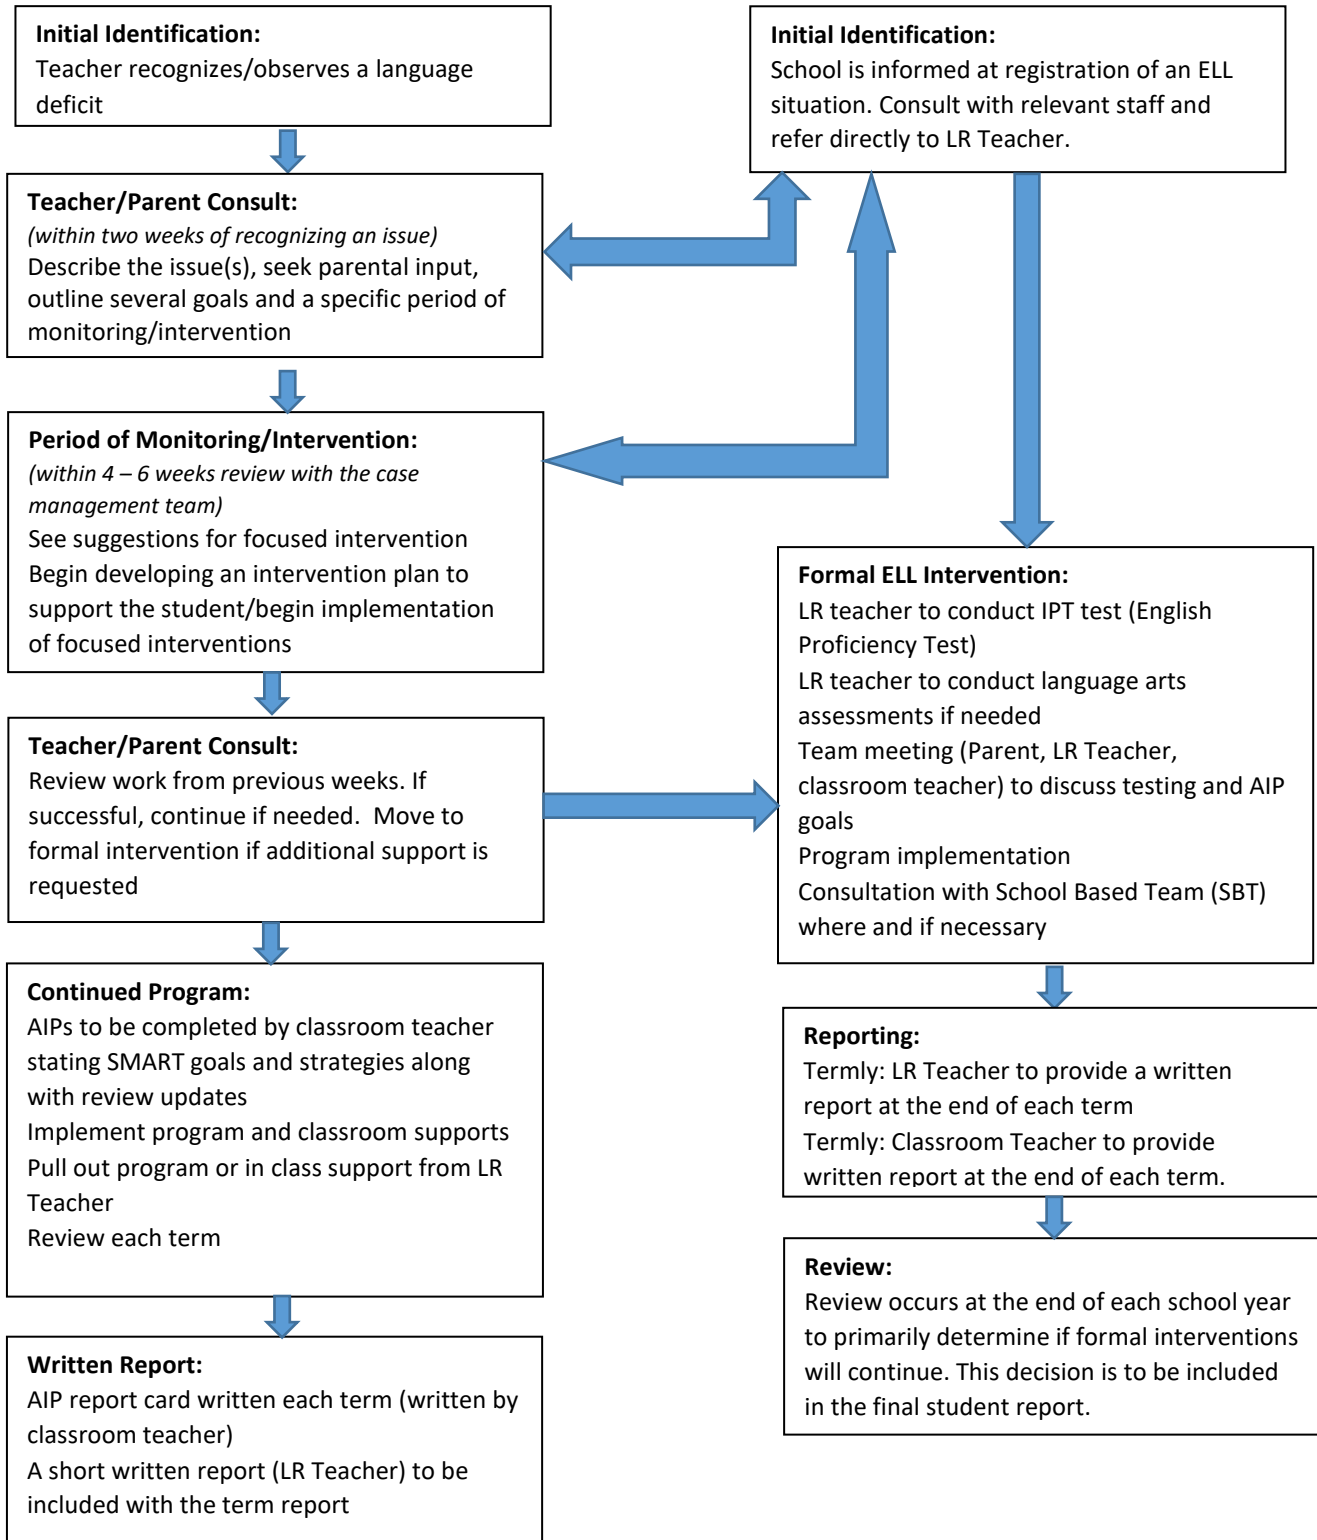 Initial Identification:
Teacher recognizes/observes a language
deficit
Initial Identification:
School is informed at registration of an ELL
situation. Consult with relevant staff and
refer directly to LR Teacher.
Teacher/Parent Consult:
(within two weeks of recognizing an issue)
Describe the issue(s), seek parental input,
outline several goals and a specific period of
monitoring/intervention
Period of Monitoring/Intervention:
(within 4 – 6 weeks review with the case
management team)
See suggestions for focused intervention
Begin developing an intervention plan to
support the student/begin implementation
of focused interventions
Teacher/Parent Consult:
Review work from previous weeks. If
successful, continue if needed.  Move to
formal intervention if additional support is
requested
Continued Program:
AIPs to be completed by classroom teacher
stating SMART goals and strategies along
with review updates
Implement program and classroom supports
Pull out program or in class support from LR
Teacher
Review each term
Written Report:
AIP report card written each term (written by
classroom teacher)
A short written report (LR Teacher) to be
included with the term report
Formal ELL Intervention:
LR teacher to conduct IPT test (English
Proficiency Test)
LR teacher to conduct language arts
assessments if needed
Team meeting (Parent, LR Teacher,
classroom teacher) to discuss testing and AIP
goals
Program implementation
Consultation with School Based Team (SBT)
where and if necessary
Reporting:
Termly: LR Teacher to provide a written
report at the end of each term
Termly: Classroom Teacher to provide
written report at the end of each term.
Review:
Review occurs at the end of each school year
to primarily determine if formal interventions
will continue. This decision is to be included
in the final student report.